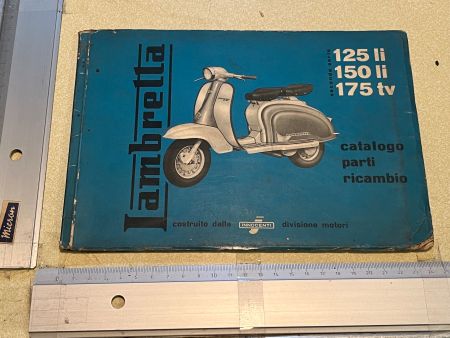 lambretta
seconda serie
125 li
150 li
175 tv
catalogo
parti
ricambio
costruito dalla INNOCENTI divisione motori
Micron